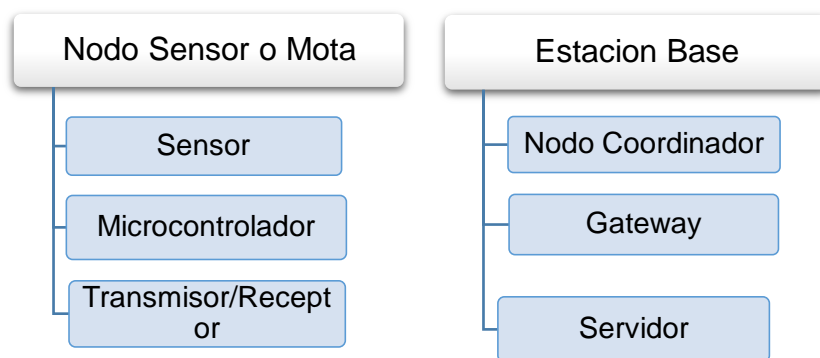 Nodo Sensor o Mota
Sensor
Microcontrolador
Transmisor/Recept
or
Estacion Base
Nodo Coordinador
Gateway
Servidor